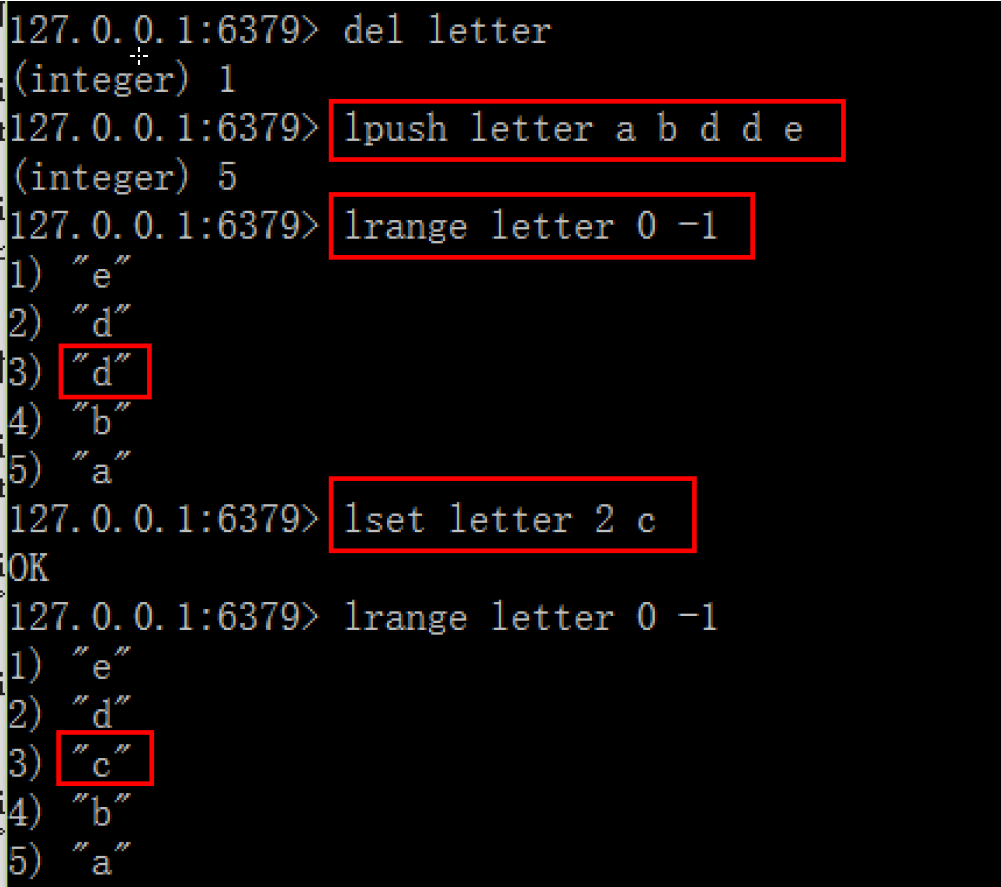 127.0.0.1:6379> del letter
(integer) 1
127.0.0.1:6379> lpush letter a b d d e
(integer) 5
127.0.0.1:6379> lrange letter 0 -1
1) "e"
2) "d"
3) "d"
4) "b"
5) "a"
127.0.0.1:6379> lset letter 2 c
OK
127.0.0.1:6379> lrange letter 0 -1
1) "e"
2) "d"
3) "c"
4) "b"
5) "a"